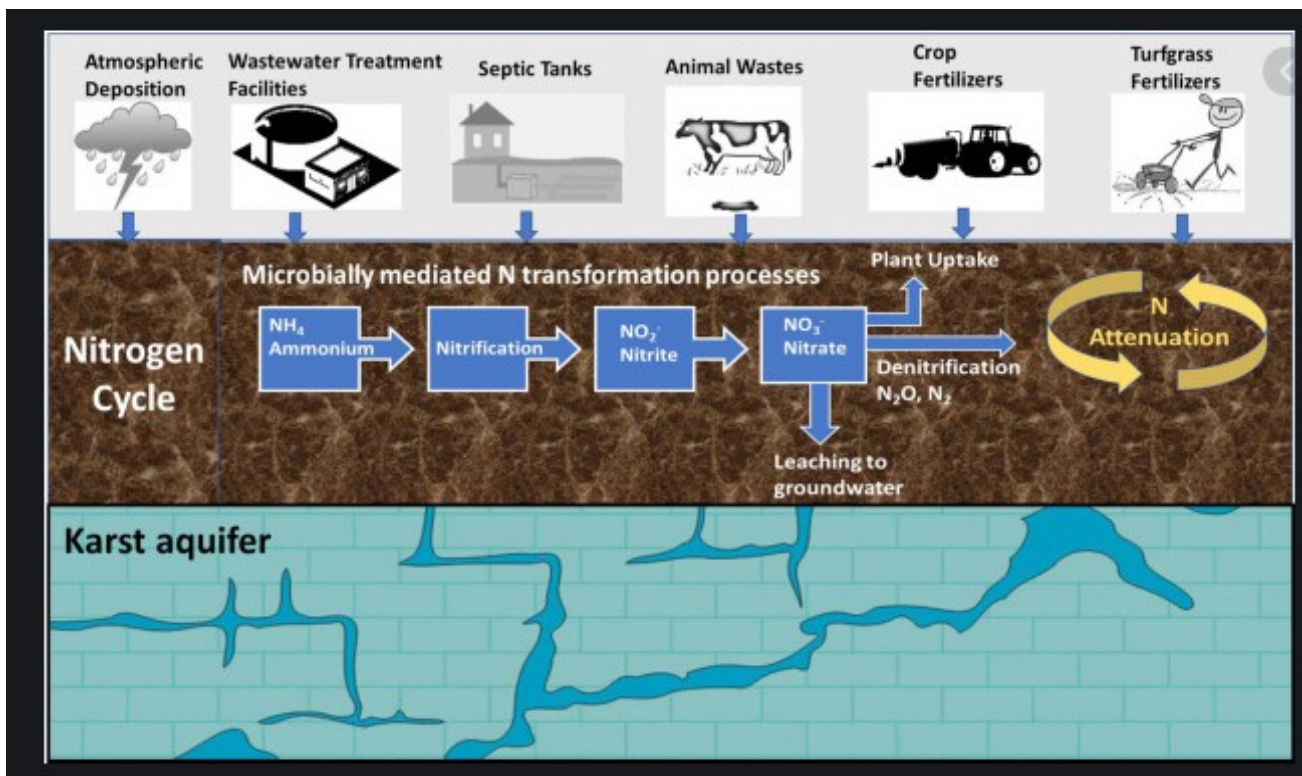 Atmospheric
Deposition
Wastewater Treatment
Facilities
Septic Tanks
Animal Wastes
Crop
Fertilizers
Turfgrass
Fertilizers
Microbially mediated N transformation processes
Plant Uptake
Nitrogen
Cycle
NH₄
Ammonium
Nitrification
NO₂⁻
Nitrite
NO₃⁻
Nitrate
Denitrification
N₂O, N₂
N
Attenuation
Leaching to
groundwater
Karst aquifer